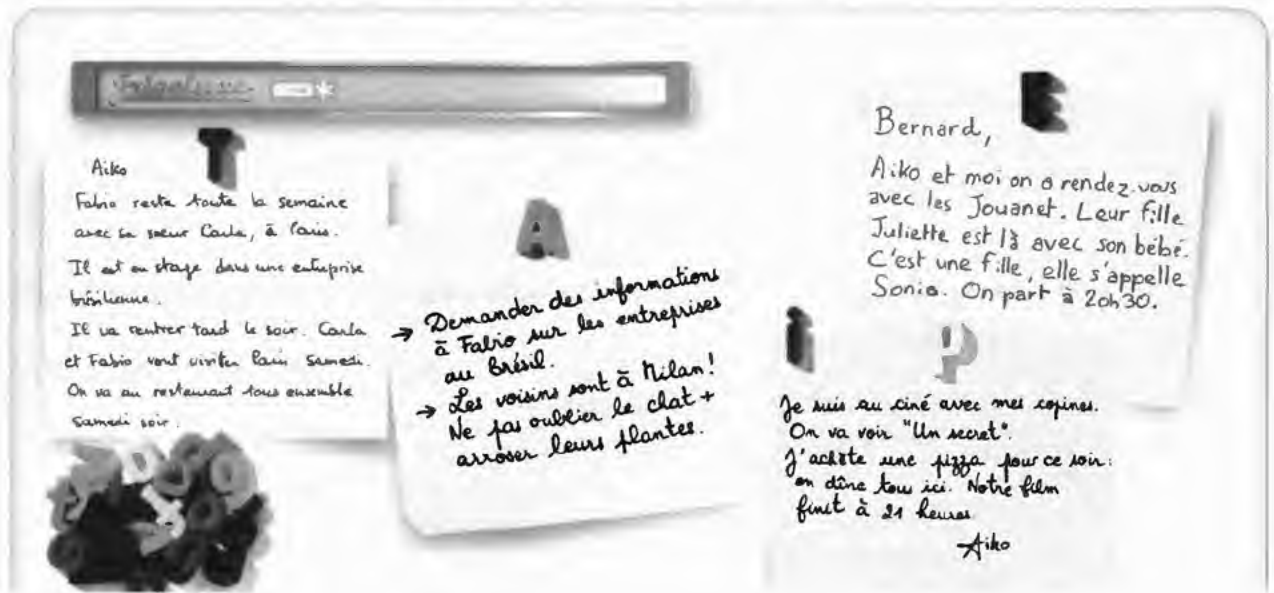 T
Aiko
Fabio reste toute la semaine
avec sa sœur Carla, à Paris.
Il est en stage dans une entreprise
brésilienne.
Il va rentrer tard le soir. Carla
et Fabio vont visiter Paris samedi.
On va au restaurant tous ensemble
samedi soir.
A
→ Demander des informations
à Fabio sur les entreprises
au Brésil.
→ Les voisins sont à Milan!
Ne pas oublier le chat +
arroser leurs plantes.
E
Bernard,
Aiko et moi on a rendez-vous
avec les Jouanet. Leur fille
Juliette est là avec son bébé.
C'est une fille, elle s'appelle
Sonia. On part à 20h30.
i
Je suis au ciné avec mes copines.
On va voir "Un secret".
J'achète une pizza pour ce soir:
on dîne tous ici. Notre film
finit à 21 heures
Aiko